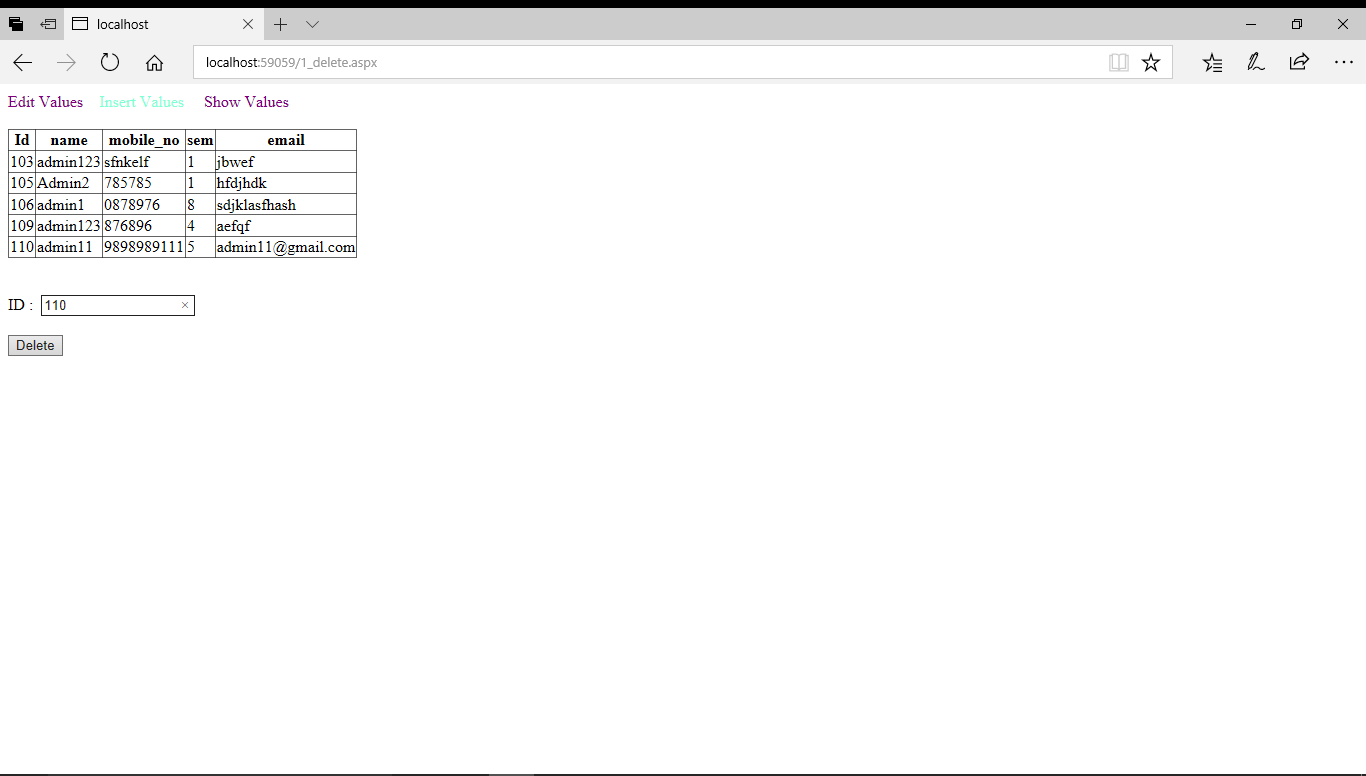 localhost
localhost:59059/1_delete.aspx
Edit Values Insert Values Show Values
Id name mobile_no sem email
103 admin123 sfnkelf 1 jbwef
105 Admin2 785785 1 hfdjhdk
106 admin1 0878976 8 sdjklasfhash
109 admin123 876896 4 aefqf
110 admin11 9898989111 5 admin11@gmail.com
ID : 110
Delete